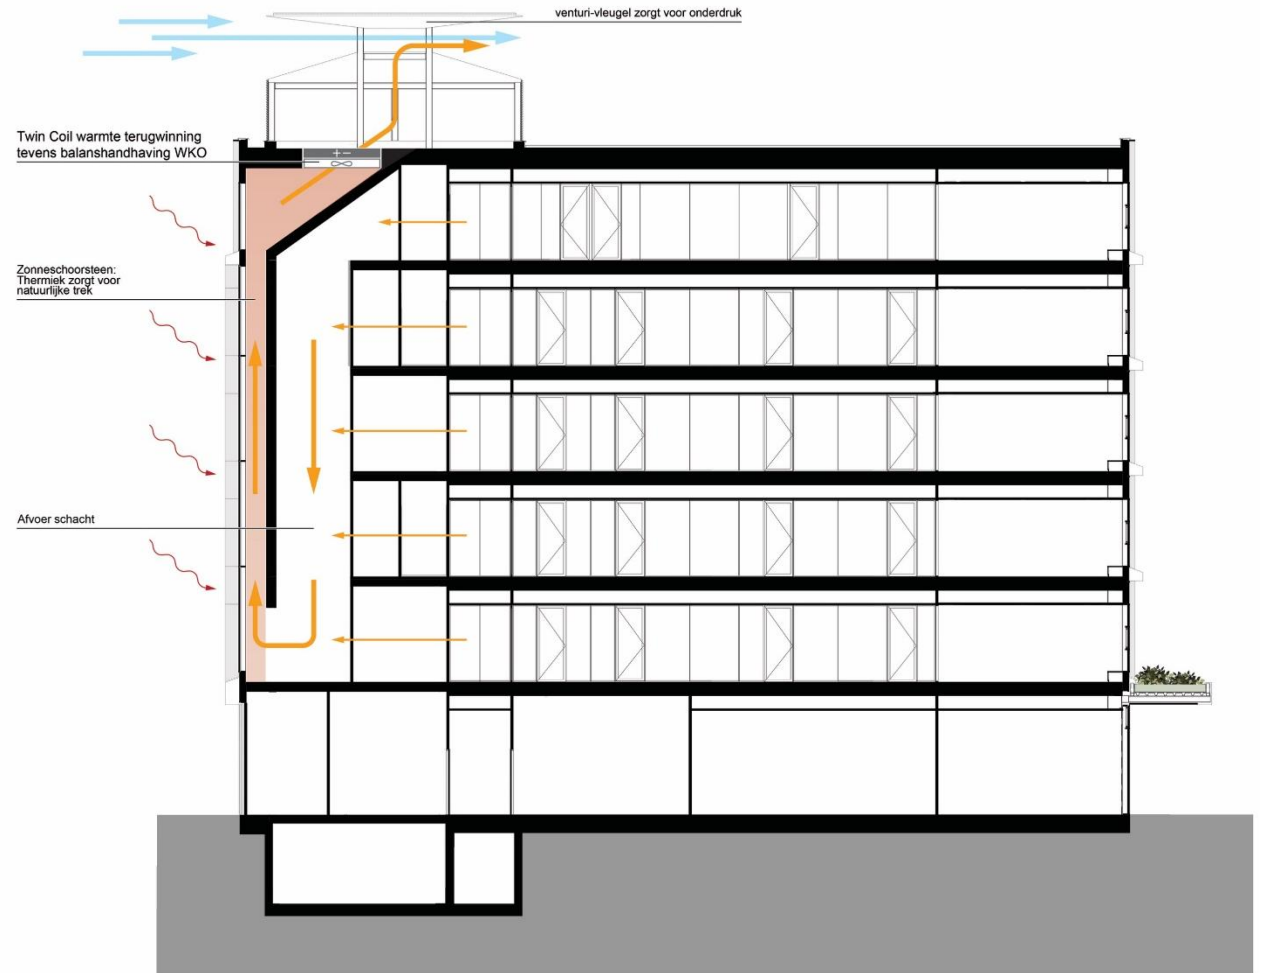 venturi-vleugel zorgt voor onderdruk
Twin Coil warmte terugwinning
tevens balanshandhaving WKO
Zonneschoorsteen:
Thermiek zorgt voor
natuurlijke trek
Afvoer schacht